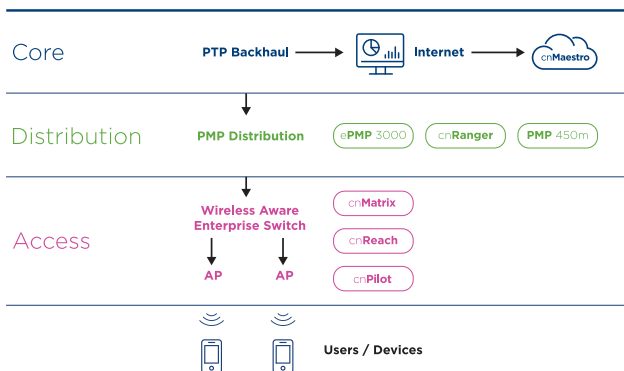 Core
PTP Backhaul
Internet
cnMaestro
Distribution
PMP Distribution
ePMP 3000
cnRanger
PMP 450m
Access
Wireless Aware
Enterprise Switch
AP
AP
cnMatrix
cnReach
cnPilot
Users / Devices